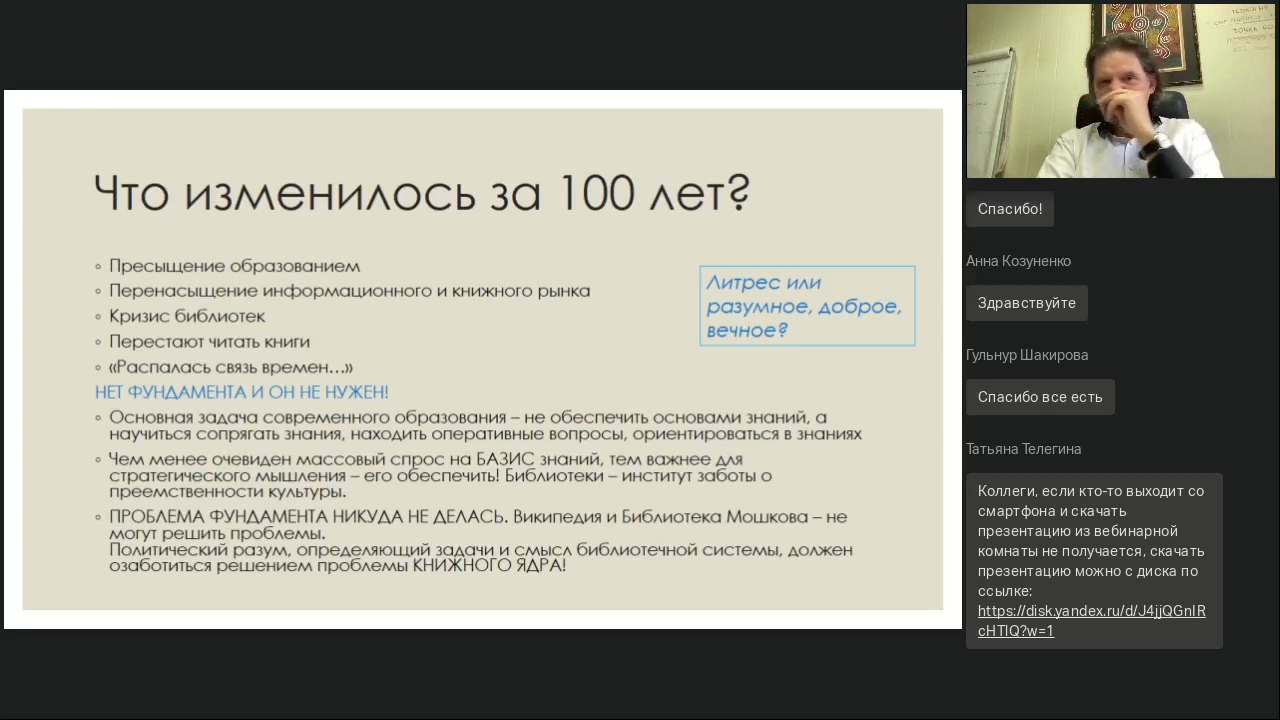 Что изменилось за 100 лет?
Пресыщение образованием
Перенасыщение информационного и книжного рынка
Кризис библиотек
Перестают читать книги
«Распалась связь времен...»
НЕТ ФУНДАМЕНТА И ОН НЕ НУЖЕН!
Основная задача современного образования – не обеспечить основами знаний, а
научиться сопрягать знания, находить оперативные вопросы, ориентироваться в знаниях
Чем менее очевиден массовый спрос на БАЗИС знаний, тем важнее для
стратегического мышления – его обеспечить! Библиотеки – институт заботы о
преемственности культуры.
ПРОБЛЕМА ФУНДАМЕНТА НИКУДА НЕ ДЕЛАСЬ. Википедия и Библиотека Мошкова – не
могут решить проблемы.
Политический разум, определяющий задачи и смысл библиотечной системы, должен
озаботиться решением проблемы КНИЖНОГО ЯДРА!
Литрес или
разумное, доброе,
вечное?
Спасибо!
Анна Козуненко
Здравствуйте
Гульнур Шакирова
Спасибо все есть
Татьяна Телегина
Коллеги, если кто-то выходит со
смартфона и скачать
презентацию из вебинарной
комнаты не получается, скачать
презентацию можно с диска по
ссылке:
https://disk.yandex.ru/d/J4jjQGnIR
cHTlQ?w=1